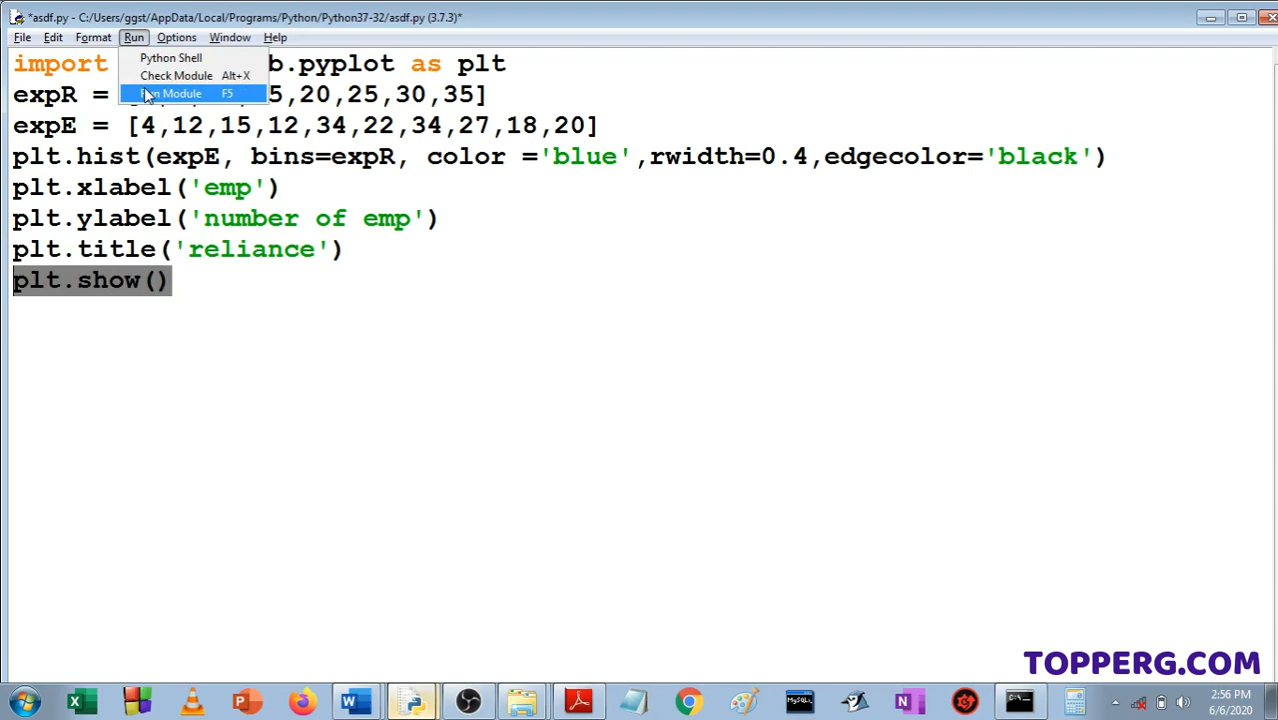 *asdf.py - C:/Users/ggst/AppData/Local/Programs/Python/Python37-32/asdf.py (3.7.3)*
File Edit Format Run Options Window Help
Python Shell
Check Module Alt+X
Module F5
import b.pyplot as plt
expR = 5,20,25,30,35]
expE = [4,12,15,12,34,22,34,27,18,20]
plt.hist(expE, bins=expR, color ='blue',rwidth=0.4,edgecolor='black')
plt.xlabel('emp')
plt.ylabel('number of emp')
plt.title('reliance')
plt.show()
TOPPERG.COM
2:56 PM
6/6/2020